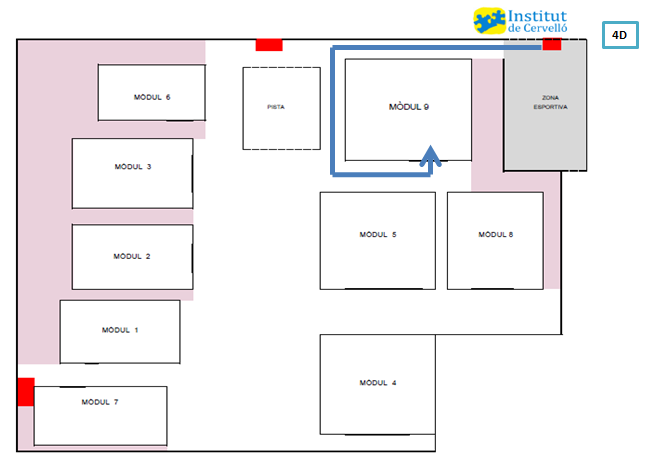 Institut
de Cervelló
4D
MÒDUL 6
PISTA
MÒDUL 9
ZONA
ESPORTIVA
MÒDUL 3
MÒDUL 5
MÒDUL 8
MÒDUL 2
MÒDUL 1
MÒDUL 4
MÒDUL 7